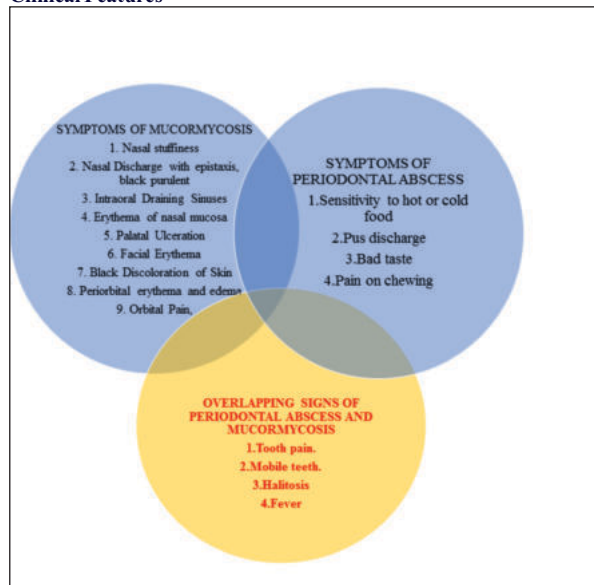 Clinical Features
SYMPTOMS OF MUCORMYCOSIS
1. Nasal stuffiness
2. Nasal Discharge with epistaxis,
black purulent
3. Intraoral Draining Sinuses
4. Erythema of nasal mucosa
5. Palatal Ulceration
6. Facial Erythema
7. Black Discoloration of Skin
8. Periorbital erythema and edema
9. Orbital Pain,
SYMPTOMS OF
PERIODONTAL ABSCESS
1.Sensitivity to hot or cold
food
2.Pus discharge
3.Bad taste
4.Pain on chewing
OVERLAPPING SIGNS OF
PERIODONTAL ABSCESS AND
MUCORMYCOSIS
1.Tooth pain.
2.Mobile teeth.
3.Halitosis
4.Fever